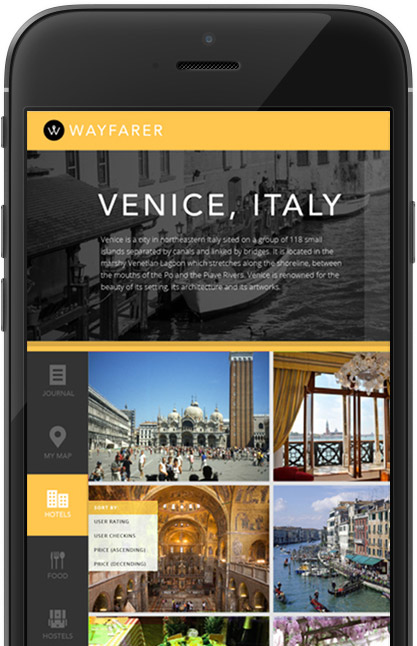 W WAYFARER
VENICE, ITALY
Venice is a city in northeastern Italy sited on a group of 118 small
islands separated by canals and linked by bridges. It is located in the
marshy Venetian Lagoon which stretches along the shoreline, between
the mouths of the Po and the Piave Rivers. Venice is renowned for the
beauty of its setting, its architecture and its artworks.
JOURNAL
MY MAP
HOTELS
SORT BY:
USER RATING
USER CHECKINS
PRICE (ASCENDING)
PRICE (DECENDING)
FOOD
HOSTELS